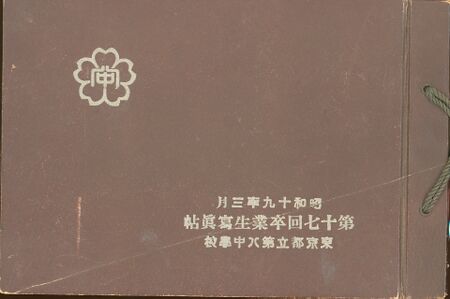 昭和十九年三月
第十七回卒業生寫眞帖
東京都立第八中學校